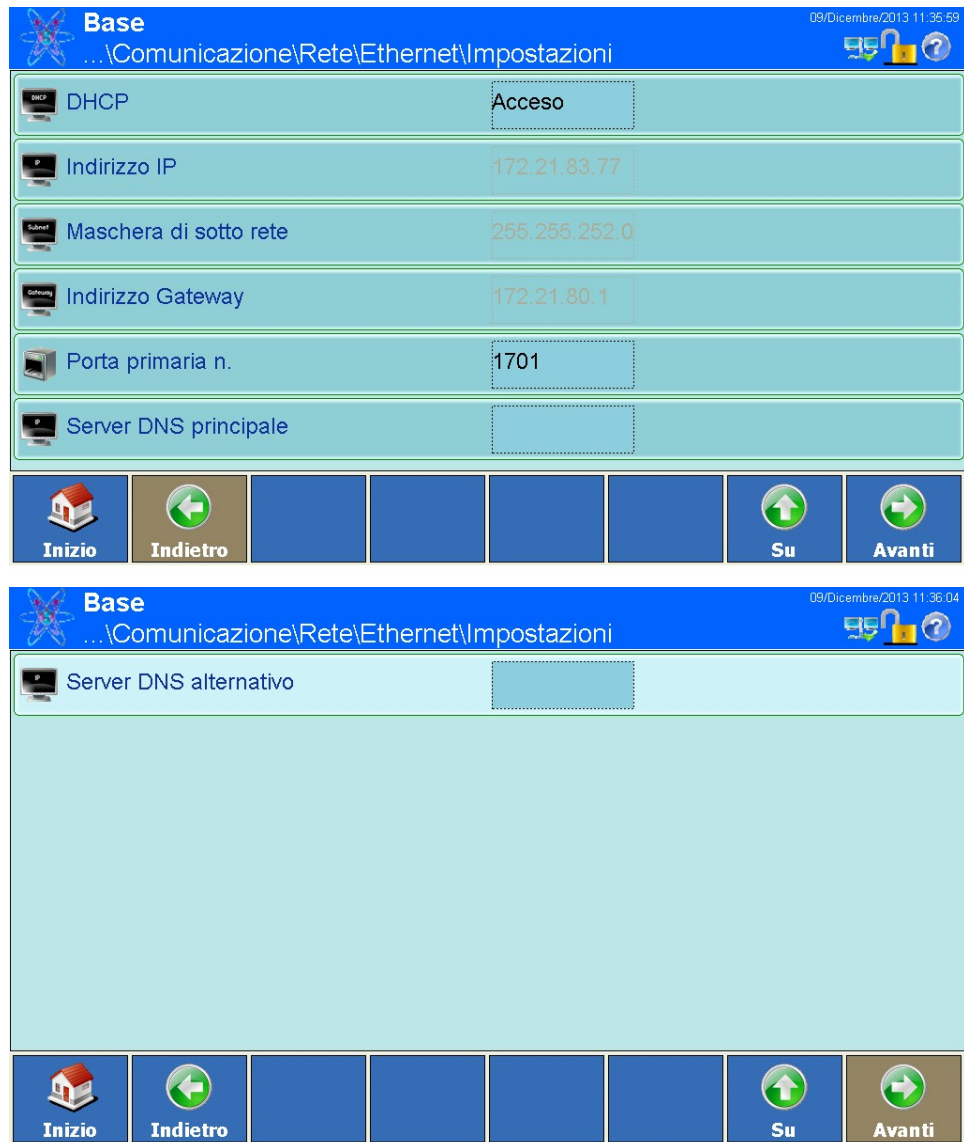 Base
09/Dicembre/2013 11:35:59
...\Comunicazione\Rete\Ethernet\Impostazioni
DHCP Acceso
Indirizzo IP 172.21.83.77
Maschera di sotto rete 255.255.252.0
Indirizzo Gateway 172.21.80.1
Porta primaria n. 1701
Server DNS principale
Inizio Indietro Su Avanti
Base
09/Dicembre/2013 11:36:04
...\Comunicazione\Rete\Ethernet\Impostazioni
Server DNS alternativo
Inizio Indietro Su Avanti